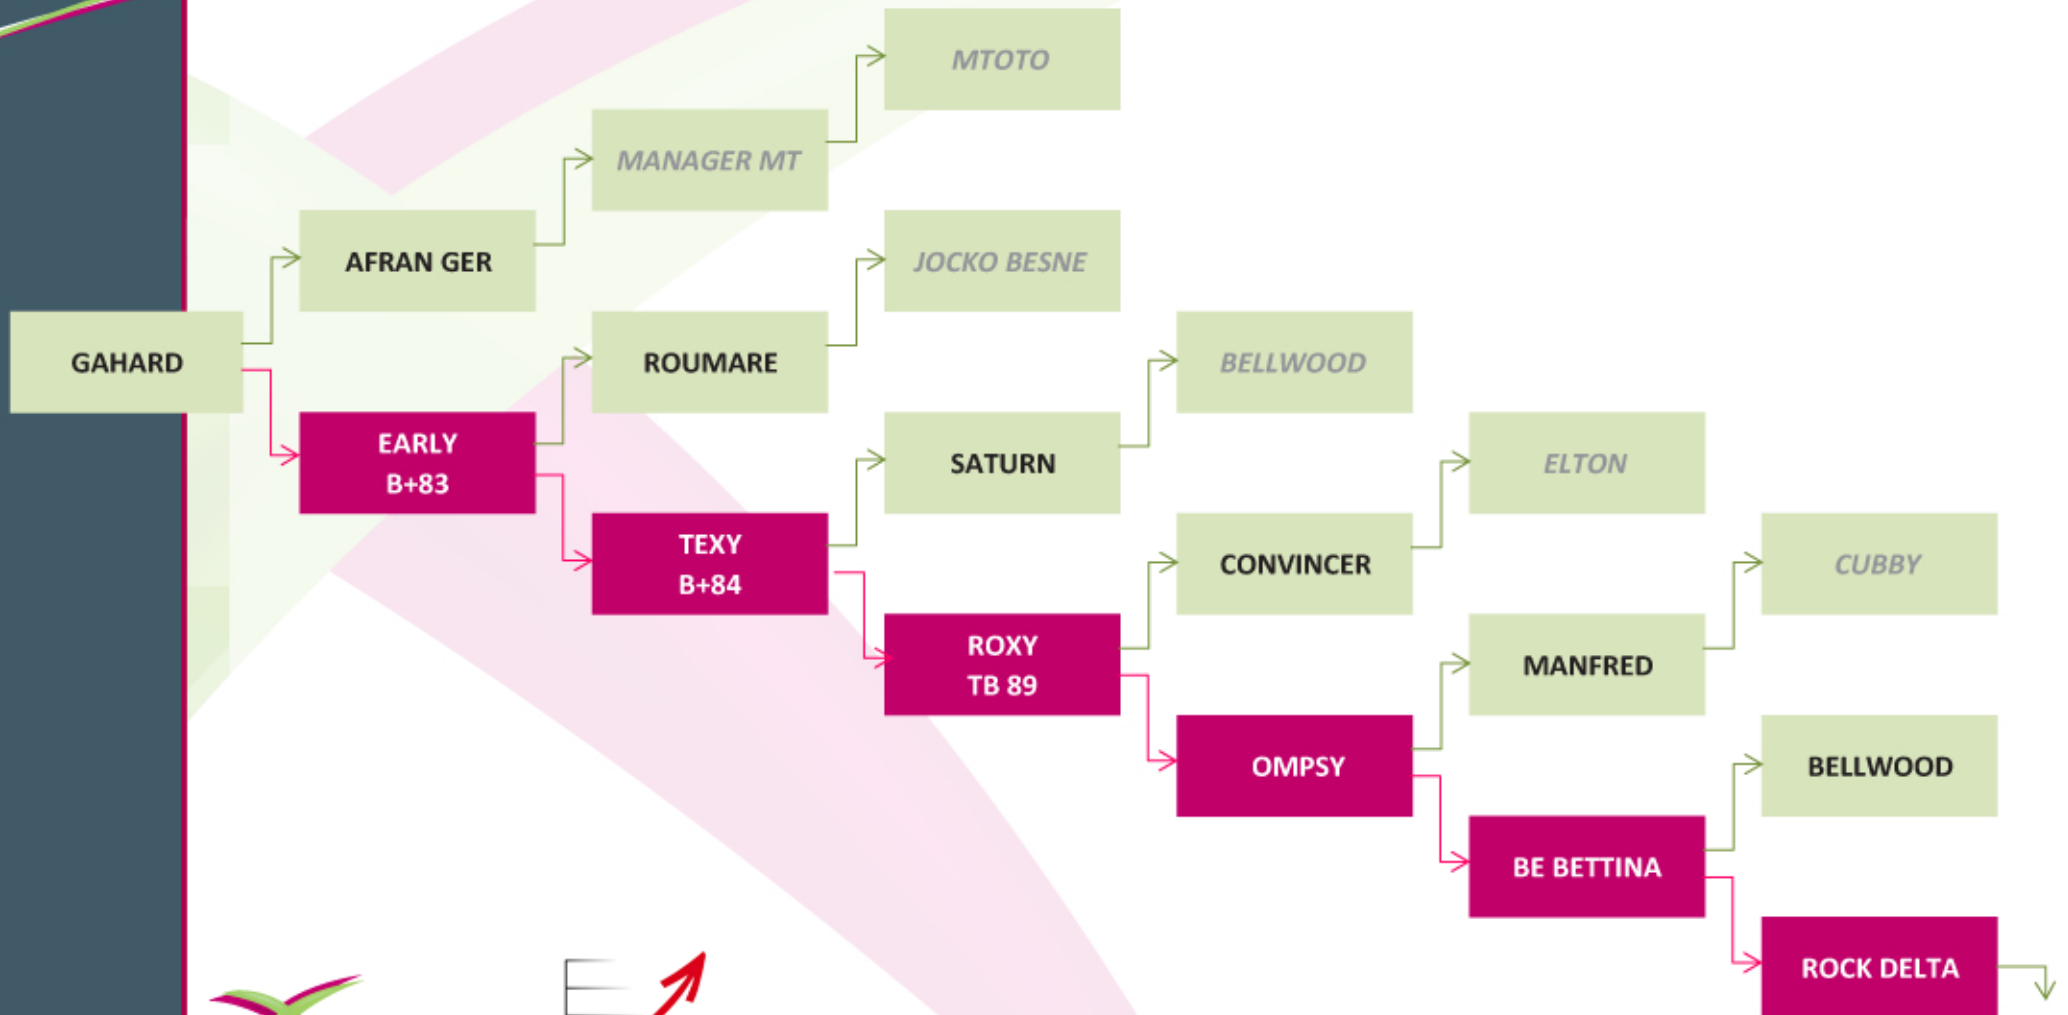 MTOTO
MANAGER MT
AFRAN GER
JOCKO BESNE
GAHARD
ROUMARE
BELLWOOD
EARLY
B+83
SATURN
ELTON
TEXY
B+84
CONVINCER
CUBBY
ROXY
TB 89
MANFRED
OMPSY
BELLWOOD
BE BETTINA
ROCK DELTA